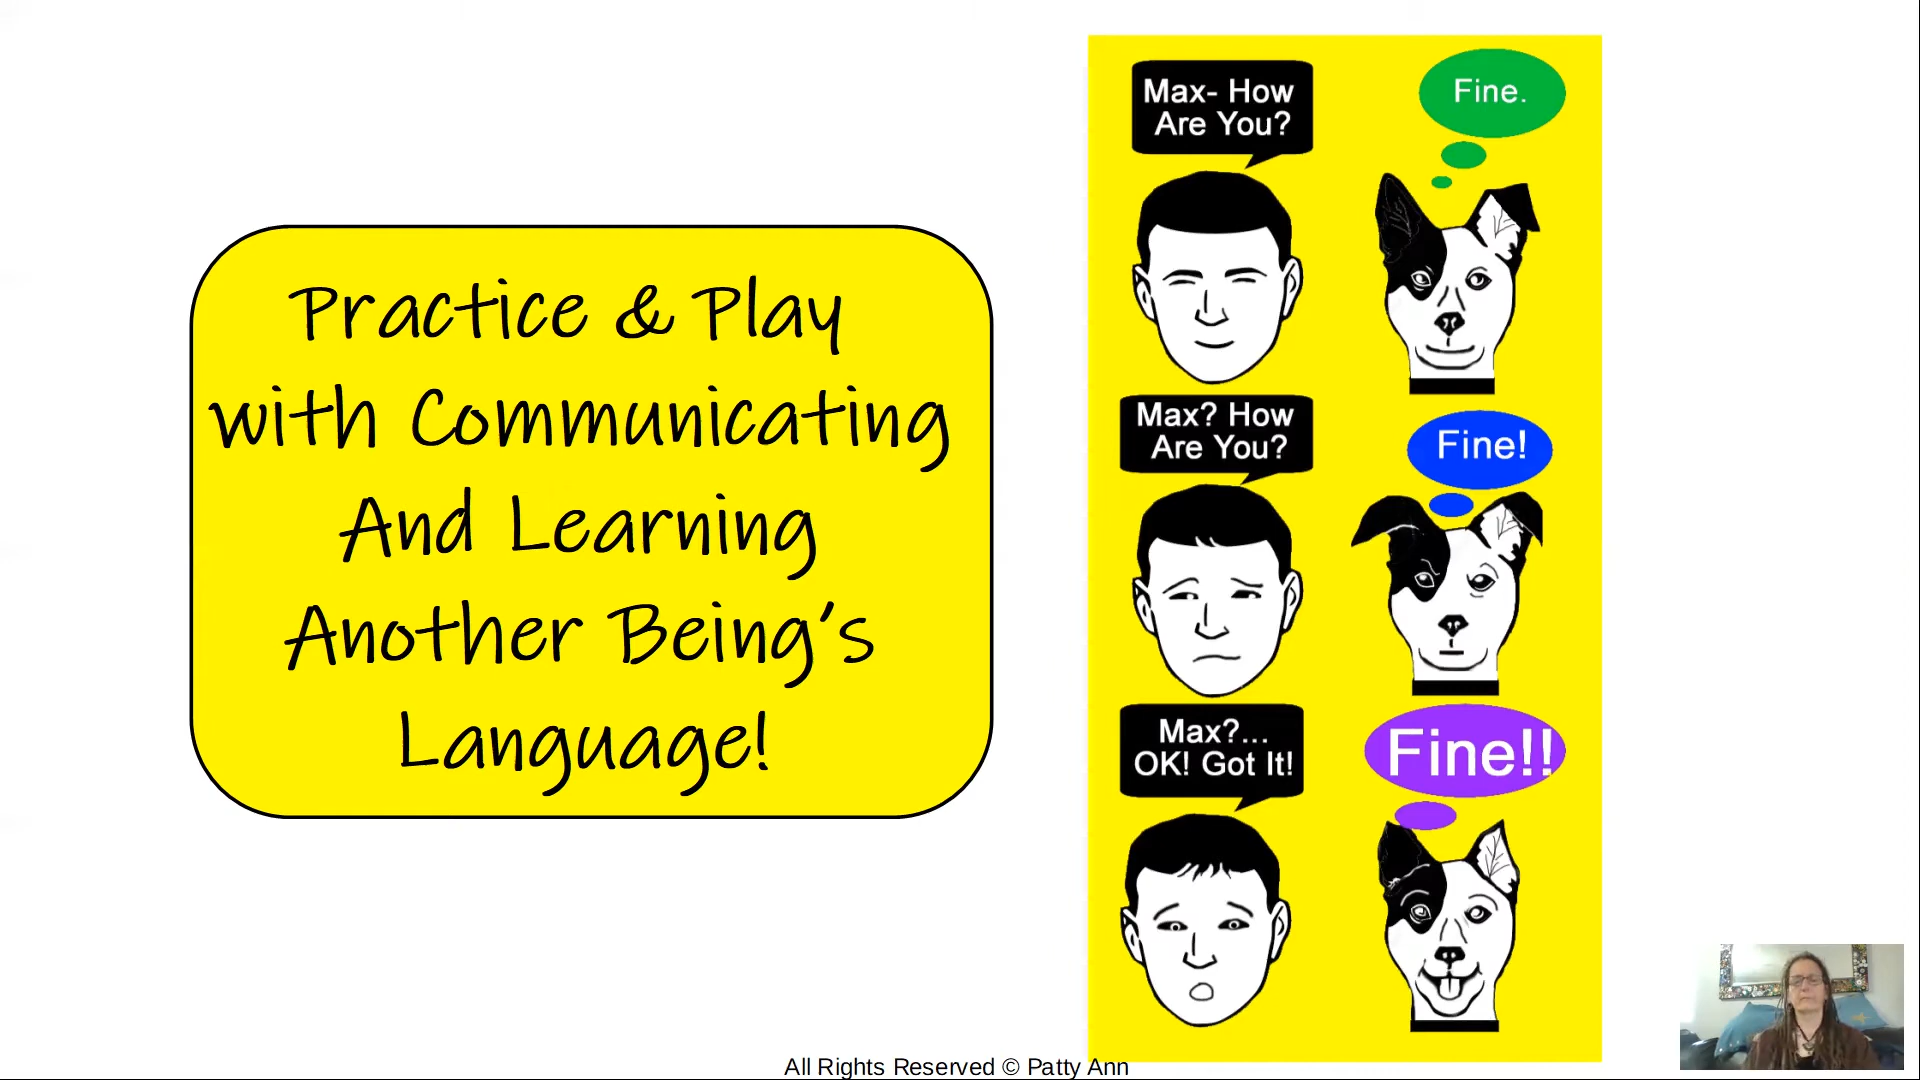 Practice & Play
with Communicating
And Learning
Another Being's
Language!
Max- How
Are You?
Fine.
Max? How
Are You?
Fine!
Max?...
OK! Got It!
Fine!!
All Rights Reserved © Patty Ann